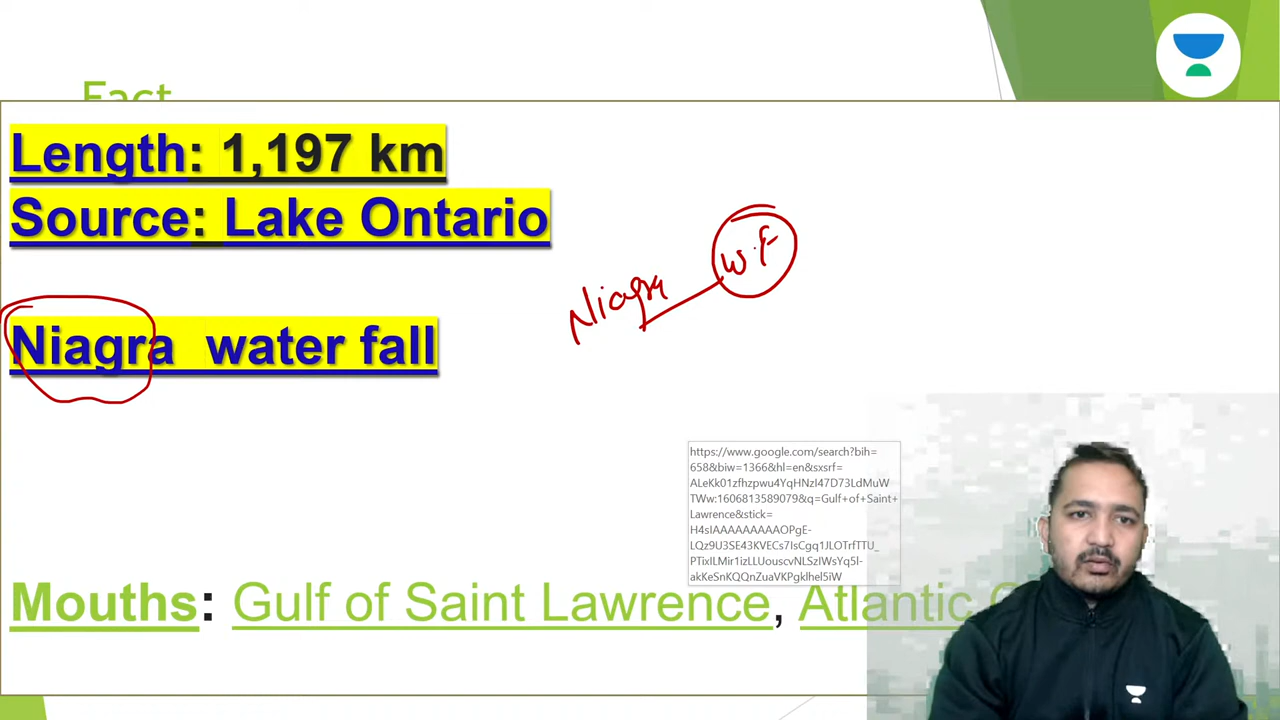 Fact
Length: 1,197 km
Source: Lake Ontario
Niagra w.F
Niagra water fall
https://www.google.com/search?bih=
658&biw=1366&hl=en&sxsrf=
ALeKk01zfhzpwu4YqHNzI47D73LdMuW
TWw:1606813589079&q=Gulf+of+Saint+
Lawrence&stick=
H4sIAAAAAAAAAOPgE-
LQz9U3SE43KVECs7IsCgq1JLOTrfTTU_
PTixILMir1izLLUouscvNLSzIWsYq5l-
akKeSnKQQnZuaVKPgklhel5iW
Mouths: Gulf of Saint Lawrence, Atlantic